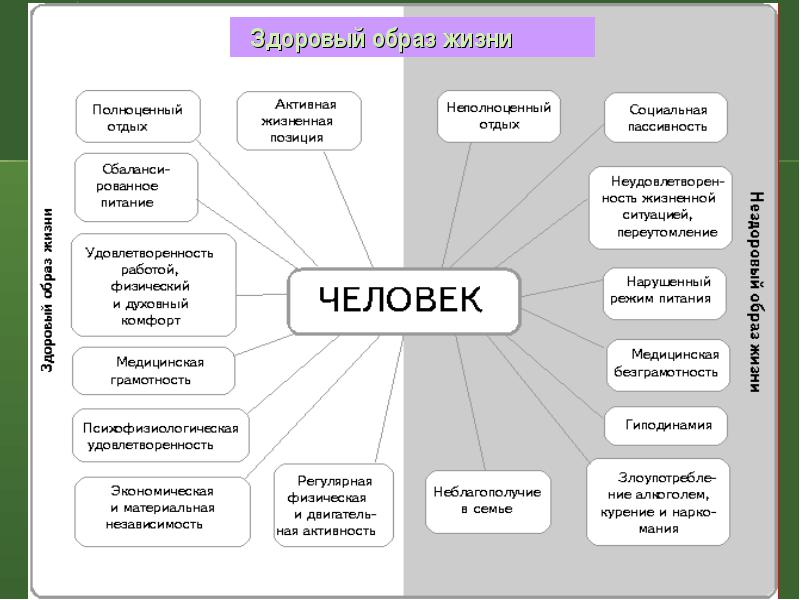 Здоровый образ жизни
Здоровый образ жизни
Полноценный
отдых
Активная
жизненная
позиция
Сбаланси-
рованное
питание
Удовлетворенность
работой,
физический
и духовный
комфорт
Медицинская
грамотность
Психофизиологическая
удовлетворенность
Экономическая
и материальная
независимость
Регулярная
физическая
и двигатель-
ная активность
ЧЕЛОВЕК
Неполноценный
отдых
Социальная
пассивность
Неудовлетворен-
ность жизненной
ситуацией,
переутомление
Нарушенный
режим питания
Медицинская
безграмотность
Гиподинамия
Неблагополучие
в семье
Злоупотребле-
ние алкоголем,
курение и нарко-
мания
Нездоровый образ жизни